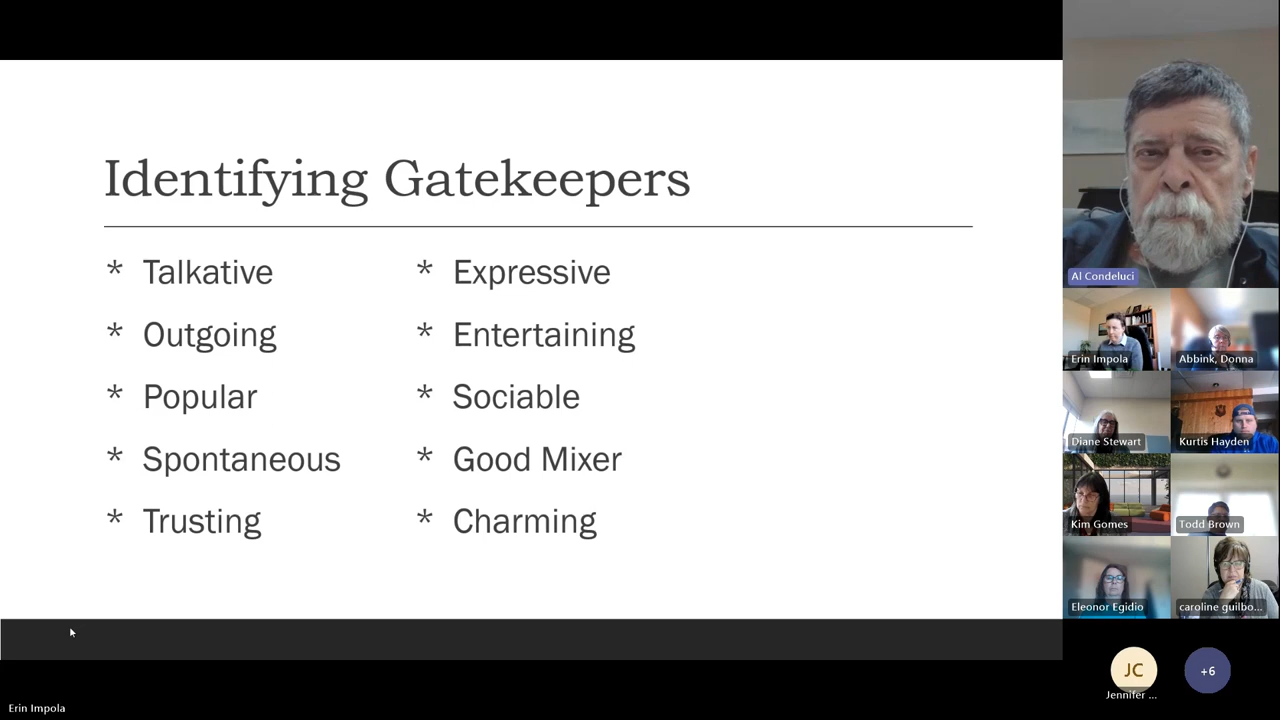 Identifying Gatekeepers
* Talkative
* Outgoing
* Popular
* Spontaneous
* Trusting
* Expressive
* Entertaining
* Sociable
* Good Mixer
* Charming
Al Condeluci
Erin Impola
Abbink, Donna
Diane Stewart
Kurtis Hayden
Kim Gomes
Todd Brown
Eleonor Egidio
caroline guilbo...
JC
Jennifer ...
+6
Erin Impola